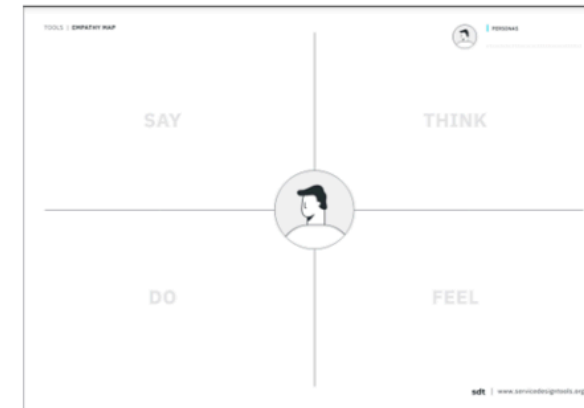 TOOLS | EMPATHY MAP
PERSONAS
SAY
THINK
DO
FEEL
sdt | www.servicedesigntools.org